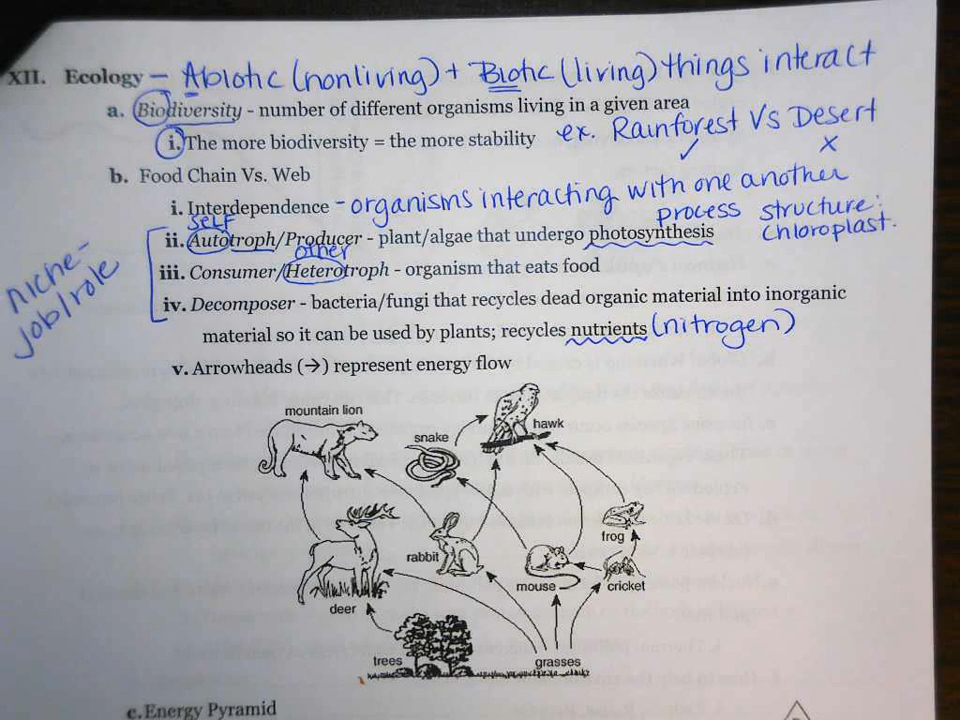 XII. Ecology - Abiotic (nonliving) + Biotic (living) things interact
a. Biodiversity - number of different organisms living in a given area
i. The more biodiversity = the more stability ex. Rainforest vs Desert
✓ x
b. Food Chain Vs. Web
i. Interdependence - organisms interacting with one another
self process structure:
ii. Autotroph/Producer - plant/algae that undergo photosynthesis chloroplast.
other
iii. Consumer/Heterotroph - organism that eats food
niche - job/role
iv. Decomposer - bacteria/fungi that recycles dead organic material into inorganic
material so it can be used by plants; recycles nutrients (nitrogen)
v. Arrowheads (→) represent energy flow
mountain lion
hawk
snake
frog
rabbit
mouse
cricket
deer
trees
grasses
c. Energy Pyramid